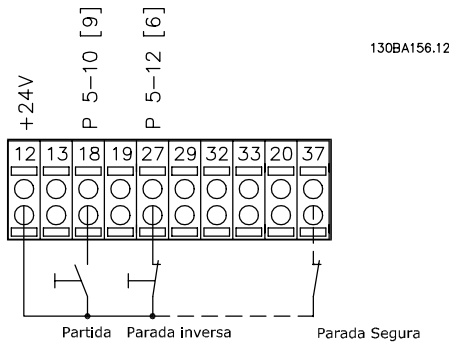 130BA156.12
+24V
P 5-10 [9]
P 5-12 [6]
12 13 18 19 27 29 32 33 20 37
Partida Parada inversa Parada Segura